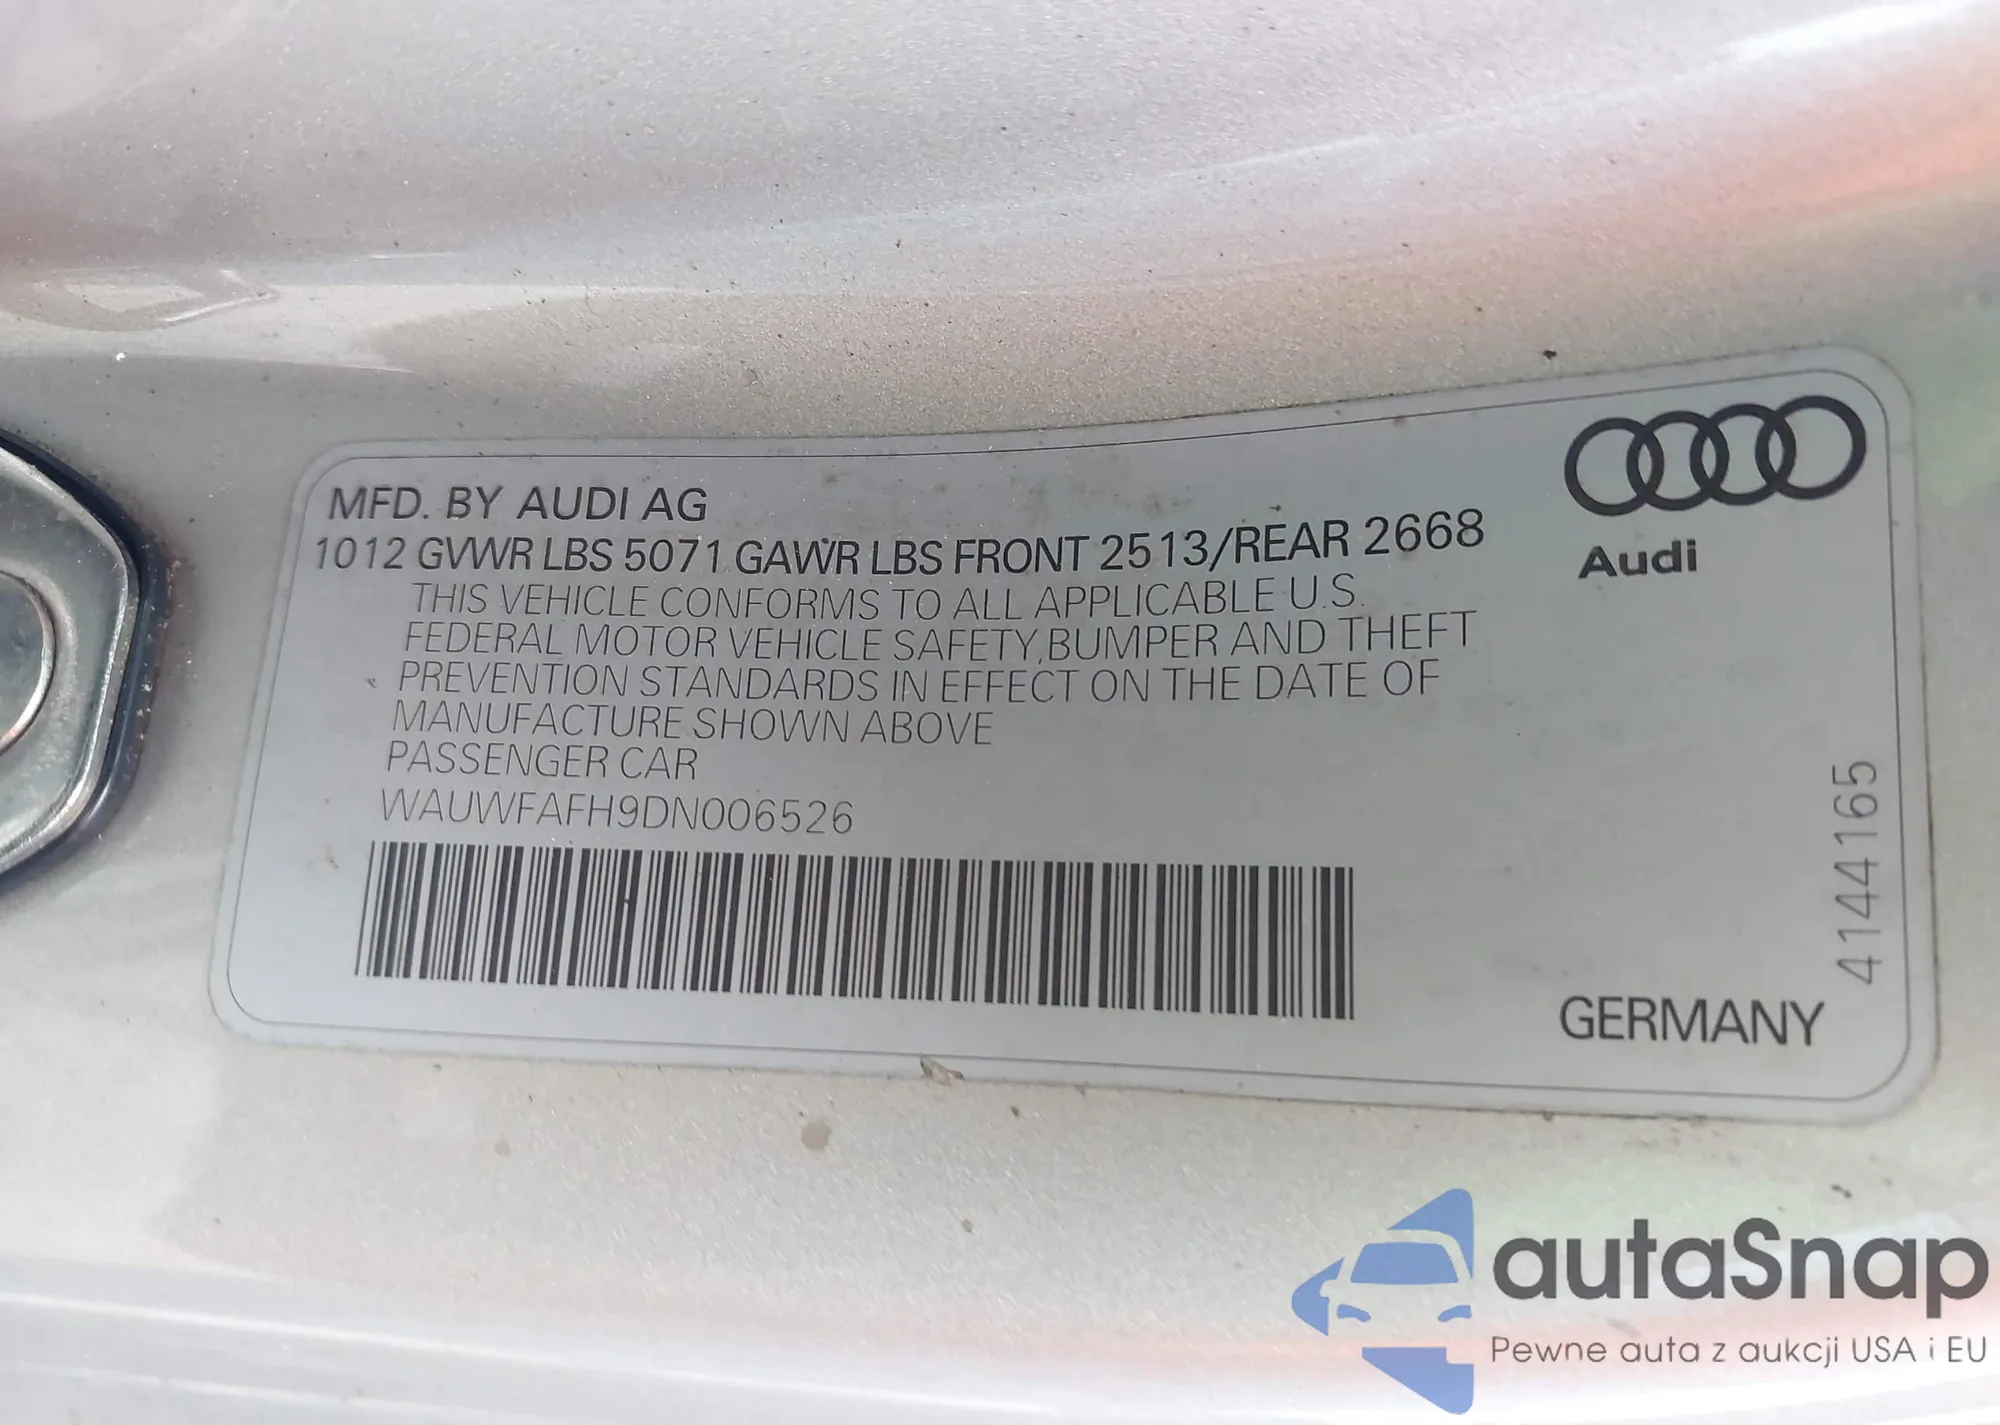 MFD. BY AUDI AG
1012 GVWR LBS 5071 GAWR LBS FRONT 2513/REAR 2668
THIS VEHICLE CONFORMS TO ALL APPLICABLE U.S.
FEDERAL MOTOR VEHICLE SAFETY, BUMPER AND THEFT
PREVENTION STANDARDS IN EFFECT ON THE DATE OF
MANUFACTURE SHOWN ABOVE
PASSENGER CAR
WAUWFAFH9DN006526
Audi
4144165
GERMANY
autaSnap
Pewne auta z aukcji USA i EU